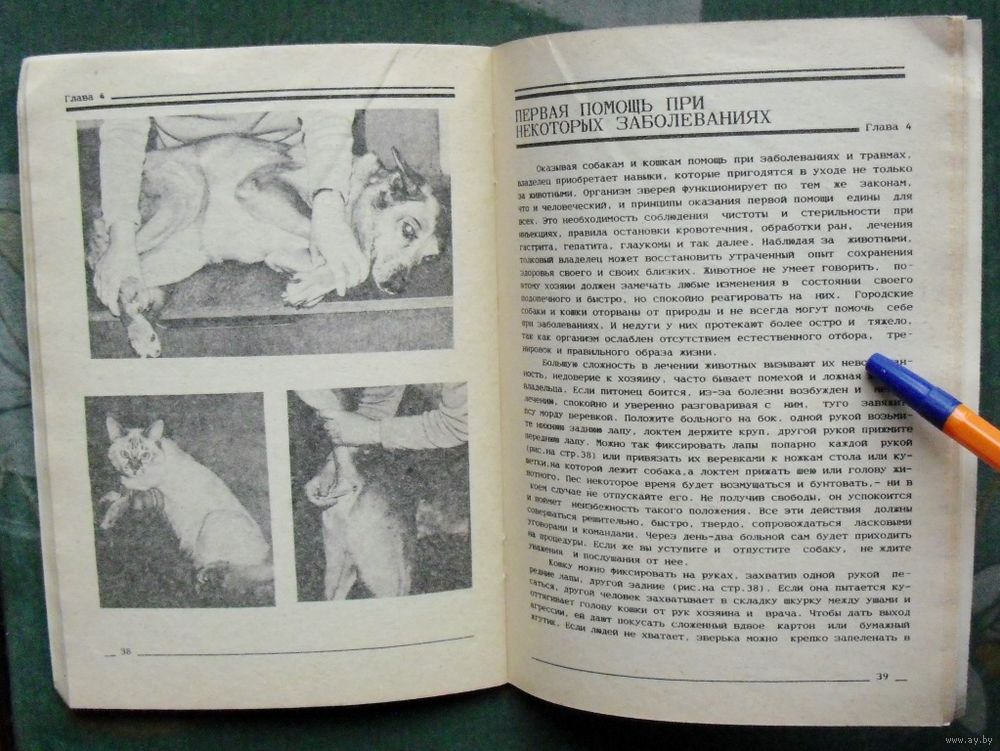 Глава 4
38
ПЕРВАЯ ПОМОЩЬ ПРИ
НЕКОТОРЫХ ЗАБОЛЕВАНИЯХ
Глава 4
Оказывая собакам и кошкам помощь при заболеваниях и травмах,
владелец приобретает навыки, которые пригодятся в уходе не только
за животными. Организм зверей функционирует по тем же законам,
что и человеческий, и принципы оказания первой помощи едины для
всех. Это необходимость соблюдения чистоты и стерильности при
инъекциях, правила остановки кровотечния, обработки ран, лечения
гастрита, гепатита, глаукомы и так далее. Наблюдая за животными,
толковый владелец может восстановить утраченный опыт сохранения
здоровья своего и своих близких. Животное не умеет говорить, по-
этому хозяин должен замечать любые изменения в состоянии своего
подопечного и быстро, но спокойно реагировать на них. Городские
собаки и кошки оторваны от природы и не всегда могут помочь себе
при заболеваниях. И недуги у них протекают более остро и тяжело,
так как организм ослаблен отсутствием естественного отбора, тре-
нировок и правильного образа жизни.
Большую сложность в лечении животных вызывают их
ность, недоверие к хозяину, часто бывает помехой и ложная
владельца. Если питомец боится, из-за болезни возбужден и
лечению, спокойно и уверенно разговаривая с ним, туго завяжите
псу морду веревкой. Положите больного на бок, одной рукой возьми-
те нижнюю заднюю лапу, локтем держите круп, другой рукой прижмите
переднюю лапу. Можно так фиксировать лапы попарно каждой рукой
(рис.на стр.38) или привязать их веревками к ножкам стола или ку-
шетки,на которой лежит собака,а локтем прижать шею или голову жи-
вотного. Пес некоторое время будет возмущаться и бунтовать,- ни в
коем случае не отпускайте его. Не получив свободы, он успокоится
и поймет неизбежность такого положения. Все эти действия должны
совершаться решительно, быстро, твердо, сопровождаться ласковыми
уговорами и командами. Через день-два больной сам будет приходить
на процедуры. Если же вы уступите и отпустите собаку, не ждите
уважения и послушания от нее.
Кошку можно фиксировать на руках, захватив одной рукой пе-
редние лапы, другой задние (рис.на стр.38). Если она пытается ку-
саться, другой человек захватывает в складку шкурку между ушами и
оттягивает голову кошки от рук хозяина и врача. Чтобы дать выход
агрессии, ей дают покусать сложенный вдвое картон или бумажный
жгутик. Если людей не хватает, зверька можно крепко запеленать в
39
www.ay.by